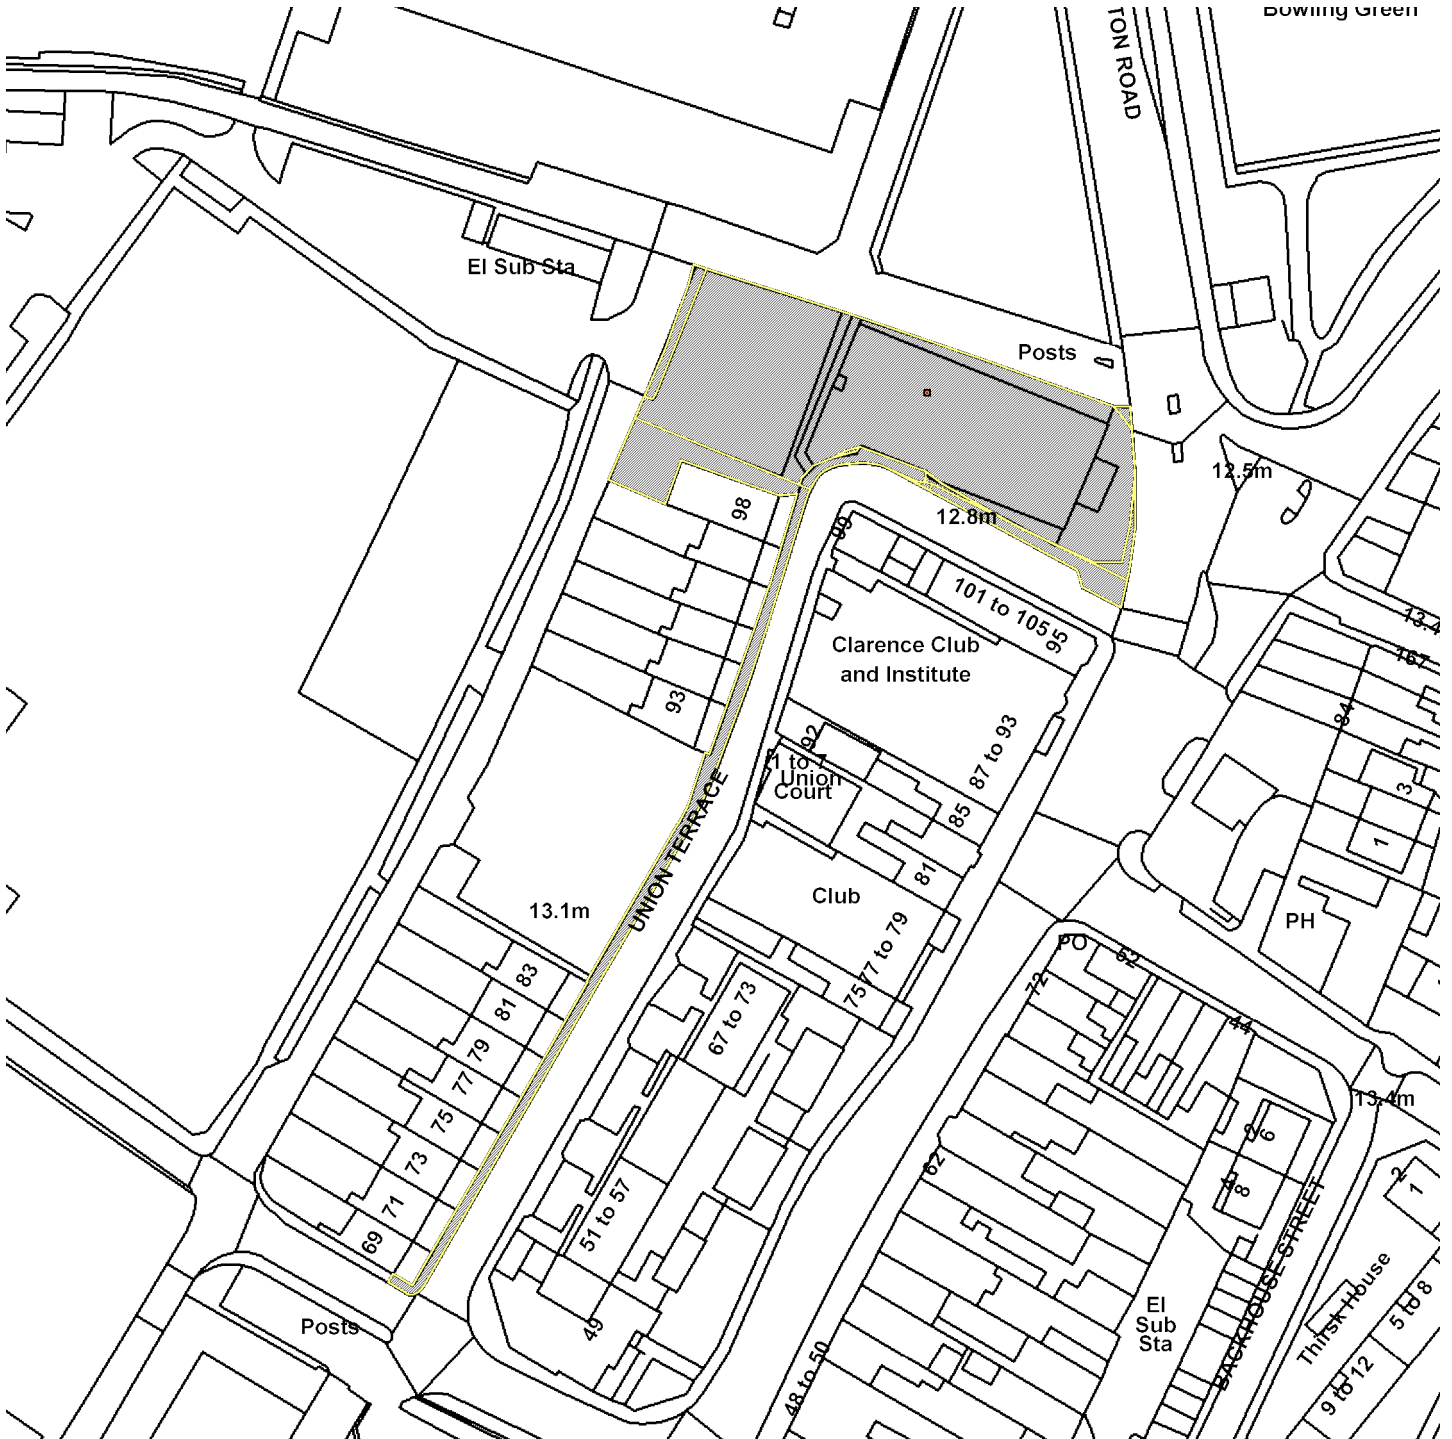 Bowling Green
TON ROAD
El Sub Sta
Posts
12.5m
98
12.8m
99
101 to 105
95
Clarence Club
and Institute
13.4
167
93
92
84
87 to 93
1 to 7
Union
Court
UNION TERRACE
3
85
1
81
Club
13.1m
PH
77 to 79
PO
52
83
75
72
81
67 to 73
44
79
77
13.4m
75
6
73
62
2
1
8
71
51 to 57
69
BACKHOUSE STREET
Thirsk House
5 to 8
Posts
49
El
Sub
Sta
48 to 50
9 to 12